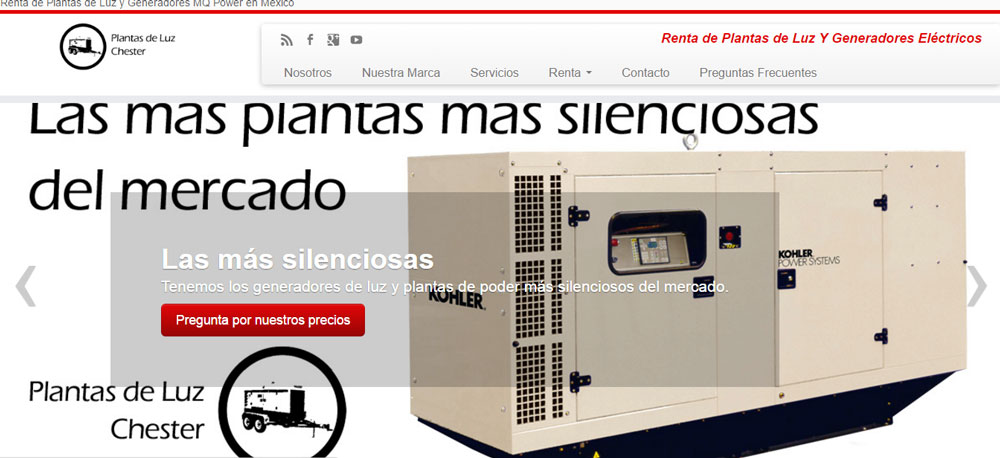 Renta de Plantas de Luz y Generadores MQ Power en México
Plantas de Luz
Chester
Renta de Plantas de Luz Y Generadores Eléctricos
Nosotros
Nuestra Marca
Servicios
Renta
Contacto
Preguntas Frecuentes
Las mas plantas mas silenciosas
del mercado
Las más silenciosas
Tenemos los generadores de luz y plantas de poder más silenciosos del mercado.
Pregunta por nuestros precios
KOHLER
KOHLER
POWER SYSTEMS
Plantas de Luz
Chester